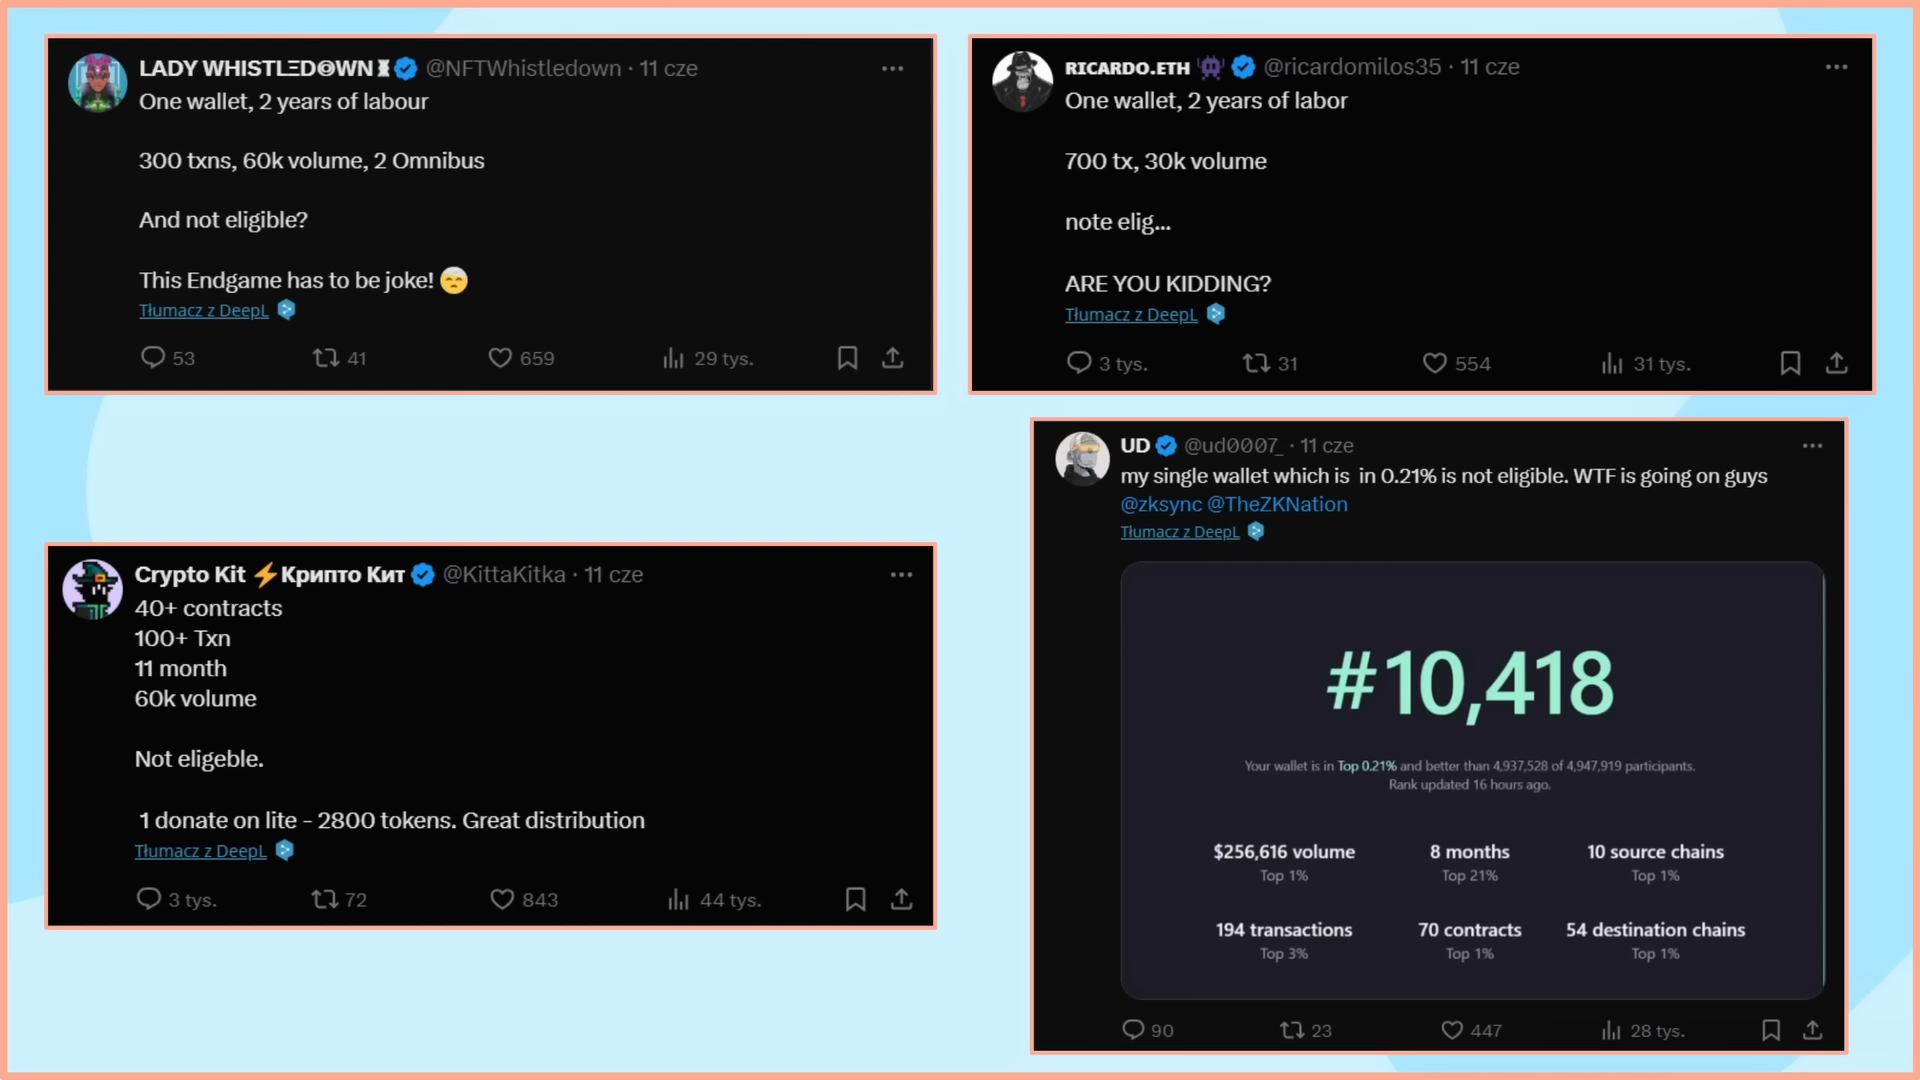 LADY WHISTLΞDØWN @NFTWhistledown · 11 cze
One wallet, 2 years of labour
300 txns, 60k volume, 2 Omnibus
And not eligible?
This Endgame has to be joke! 😮‍💨
Tłumacz z DeepL
53 41 659 29 tys.
RICARDO.ETH @ricardomilos35 · 11 cze
One wallet, 2 years of labor
700 tx, 30k volume
note elig...
ARE YOU KIDDING?
Tłumacz z DeepL
3 tys. 31 554 31 tys.
Crypto Kit ⚡Крипто Кит @KittaKitka · 11 cze
40+ contracts
100+ Txn
11 month
60k volume
Not eligeble.
1 donate on lite - 2800 tokens. Great distribution
Tłumacz z DeepL
3 tys. 72 843 44 tys.
UD @ud0007_ · 11 cze
my single wallet which is in 0.21% is not eligible. WTF is going on guys
@zksync @TheZKNation
Tłumacz z DeepL
#10,418
Your wallet is in Top 0.21% and better than 4,937,528 of 4,947,919 participants.
Rank updated 16 hours ago.
$256,616 volume 8 months 10 source chains
Top 1% Top 21% Top 1%
194 transactions 70 contracts 54 destination chains
Top 3% Top 1% Top 1%
90 23 447 28 tys.